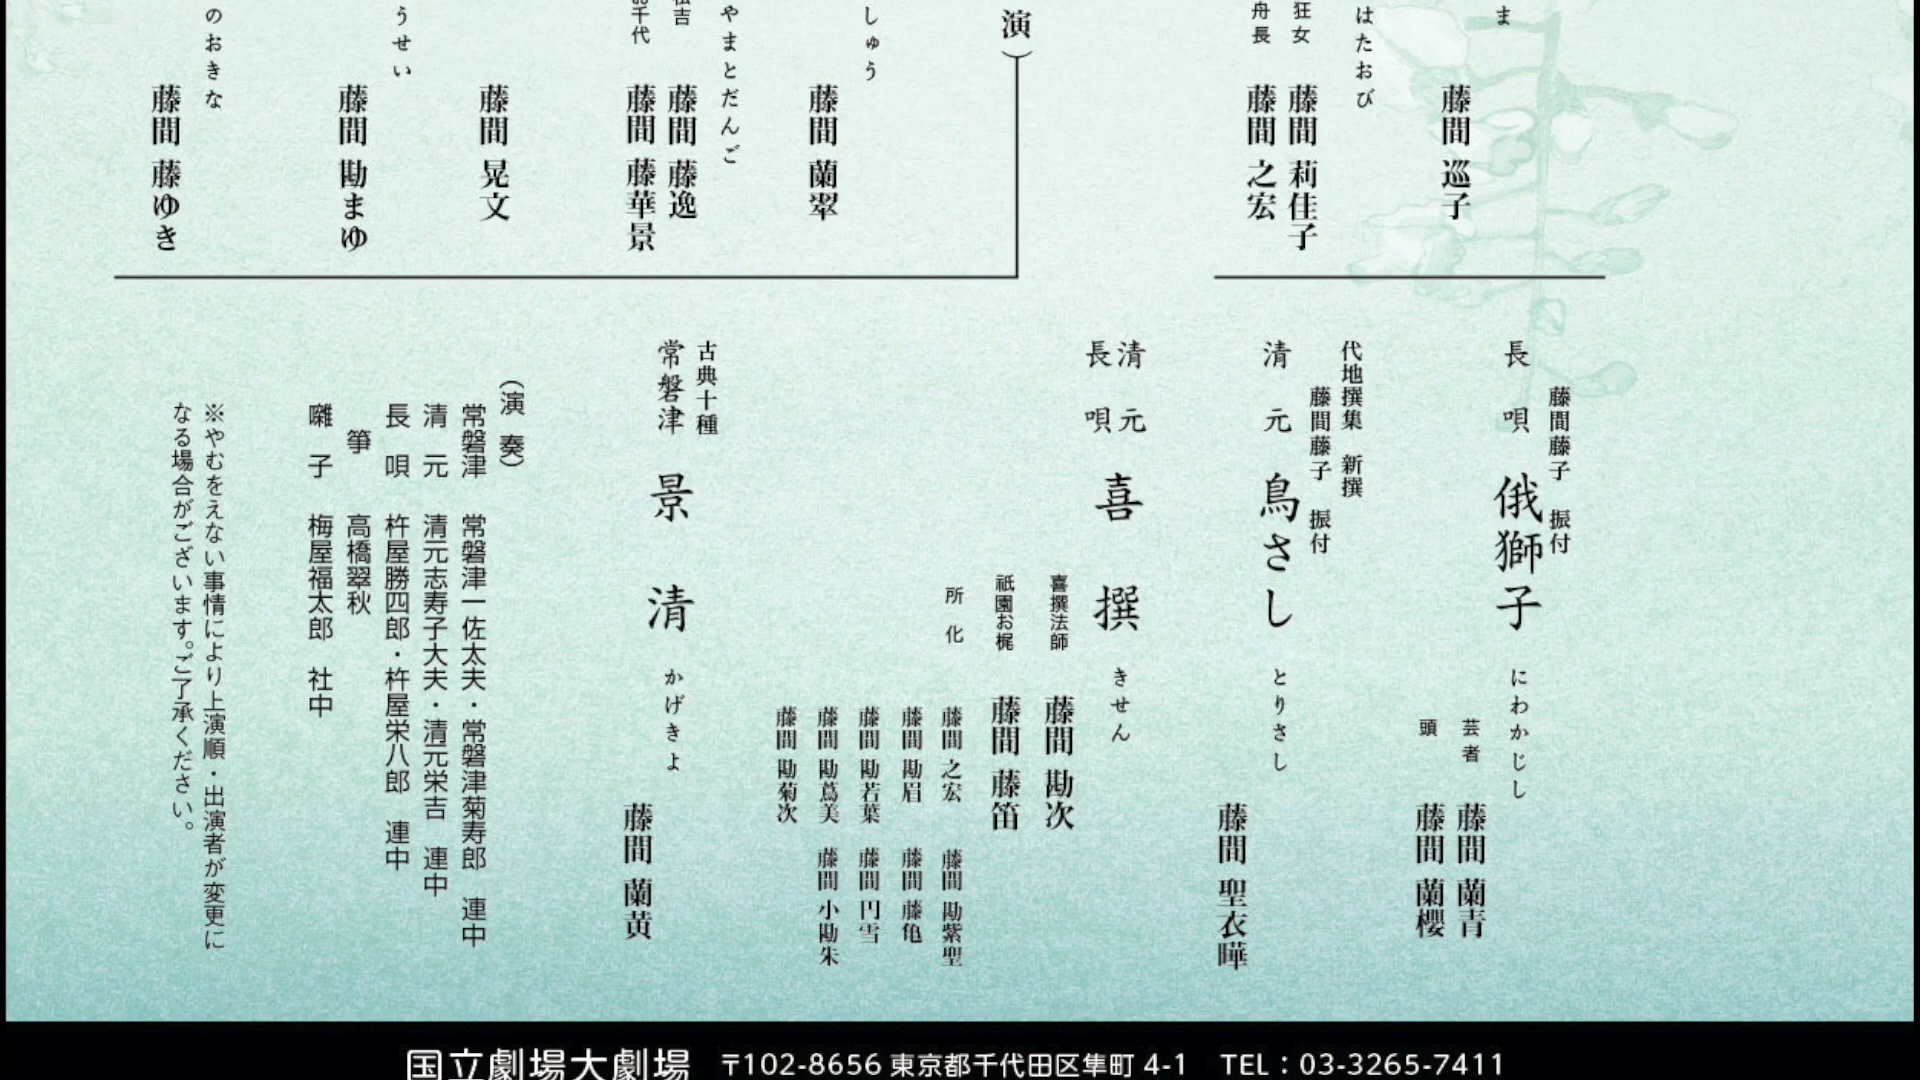 ま
藤間 巡子
はたおび
狂女 藤間 莉佳子
舟長 藤間 之宏
演）
しゅう
藤間 蘭翠
やまとだんご
松吉 藤間 藤逸
お千代 藤間 藤華景
藤間 晃文
うせい
藤間 勘まゆ
のおきな
藤間 藤ゆき
藤間藤子 振付
長唄 俄獅子 にわかじし
芸者 藤間 蘭青
頭 藤間 蘭櫻
代地撰集 新撰
藤間藤子 振付
清元 鳥さし とりさし
藤間 聖衣曄
清元
長唄 喜撰 きせん
喜撰法師 藤間 勘次
祇園お梶 藤間 藤笛
所化 藤間 之宏 藤間 勘紫聖
藤間 勘眉 藤間 藤亀
藤間 勘若葉 藤間 円雪
藤間 勘蔦美 藤間 小勘朱
藤間 勘菊次
古典十種
常磐津 景清 かげきよ
藤間 蘭黄
（演奏）
常磐津 常磐津一佐太夫・常磐津菊寿郎 連中
清元 清元志寿子大夫・清元栄吉 連中
長唄 杵屋勝四郎・杵屋栄八郎 連中
箏 高橋翠秋
囃子 梅屋福太郎 社中
※やむをえない事情により上演順・出演者が変更に
なる場合がございます。ご了承ください。
国立劇場大劇場 〒102-8656 東京都千代田区隼町 4-1 TEL：03-3265-7411